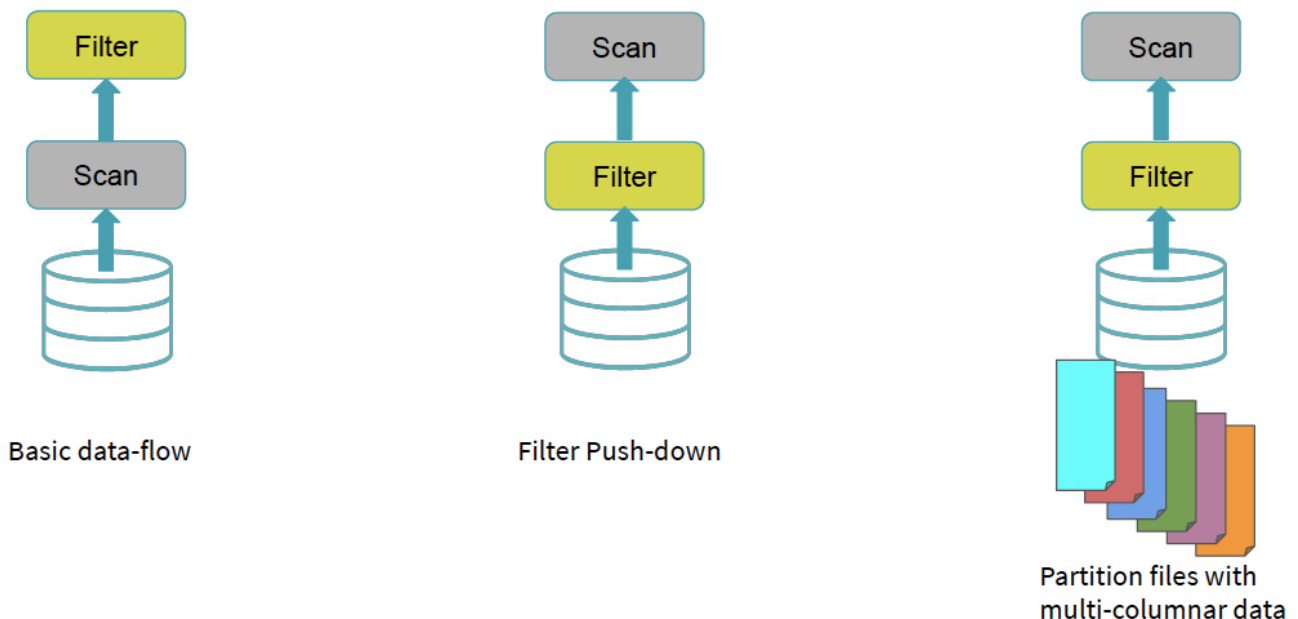 Filter
Scan
Basic data-flow
Scan
Filter
Filter Push-down
Scan
Filter
Partition files with
multi-columnar data